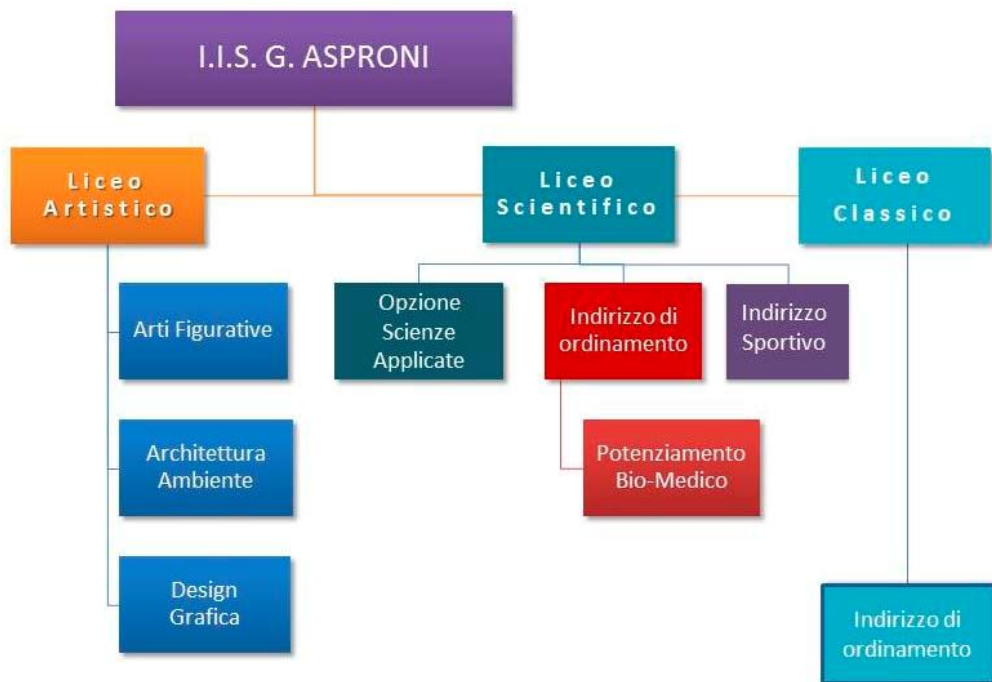 I.I.S. G. ASPRONI
Liceo
Artistico
Liceo
Scientifico
Liceo
Classico
Arti Figurative
Opzione
Scienze
Applicate
Indirizzo di
ordinamento
Indirizzo
Sportivo
Architettura
Ambiente
Potenziamento
Bio-Medico
Design
Grafica
Indirizzo di
ordinamento